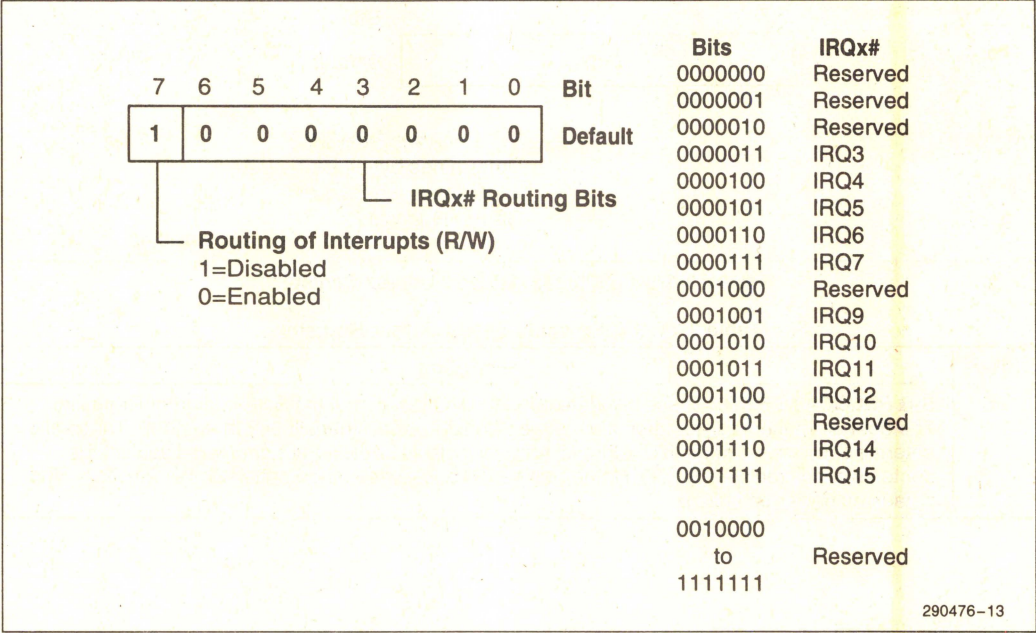 7 6 5 4 3 2 1 0 Bit
1 0 0 0 0 0 0 0 Default
IRQx# Routing Bits
Routing of Interrupts (R/W)
1=Disabled
0=Enabled
Bits IRQx#
0000000 Reserved
0000001 Reserved
0000010 Reserved
0000011 IRQ3
0000100 IRQ4
0000101 IRQ5
0000110 IRQ6
0000111 IRQ7
0001000 Reserved
0001001 IRQ9
0001010 IRQ10
0001011 IRQ11
0001100 IRQ12
0001101 Reserved
0001110 IRQ14
0001111 IRQ15
0010000
to Reserved
1111111
290476–13